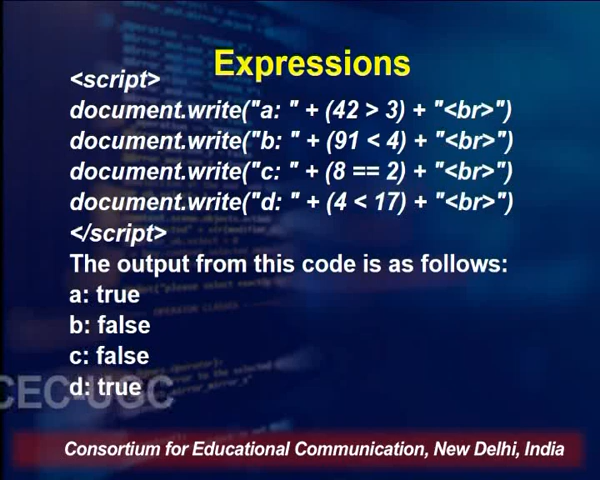 Expressions
<script>
document.write("a: " + (42 > 3) + "<br>")
document.write("b: " + (91 < 4) + "<br>")
document.write("c: " + (8 == 2) + "<br>")
document.write("d: " + (4 < 17) + "<br>")
</script>
The output from this code is as follows:
a: true
b: false
c: false
d: true
CEC-UGC
Consortium for Educational Communication, New Delhi, India